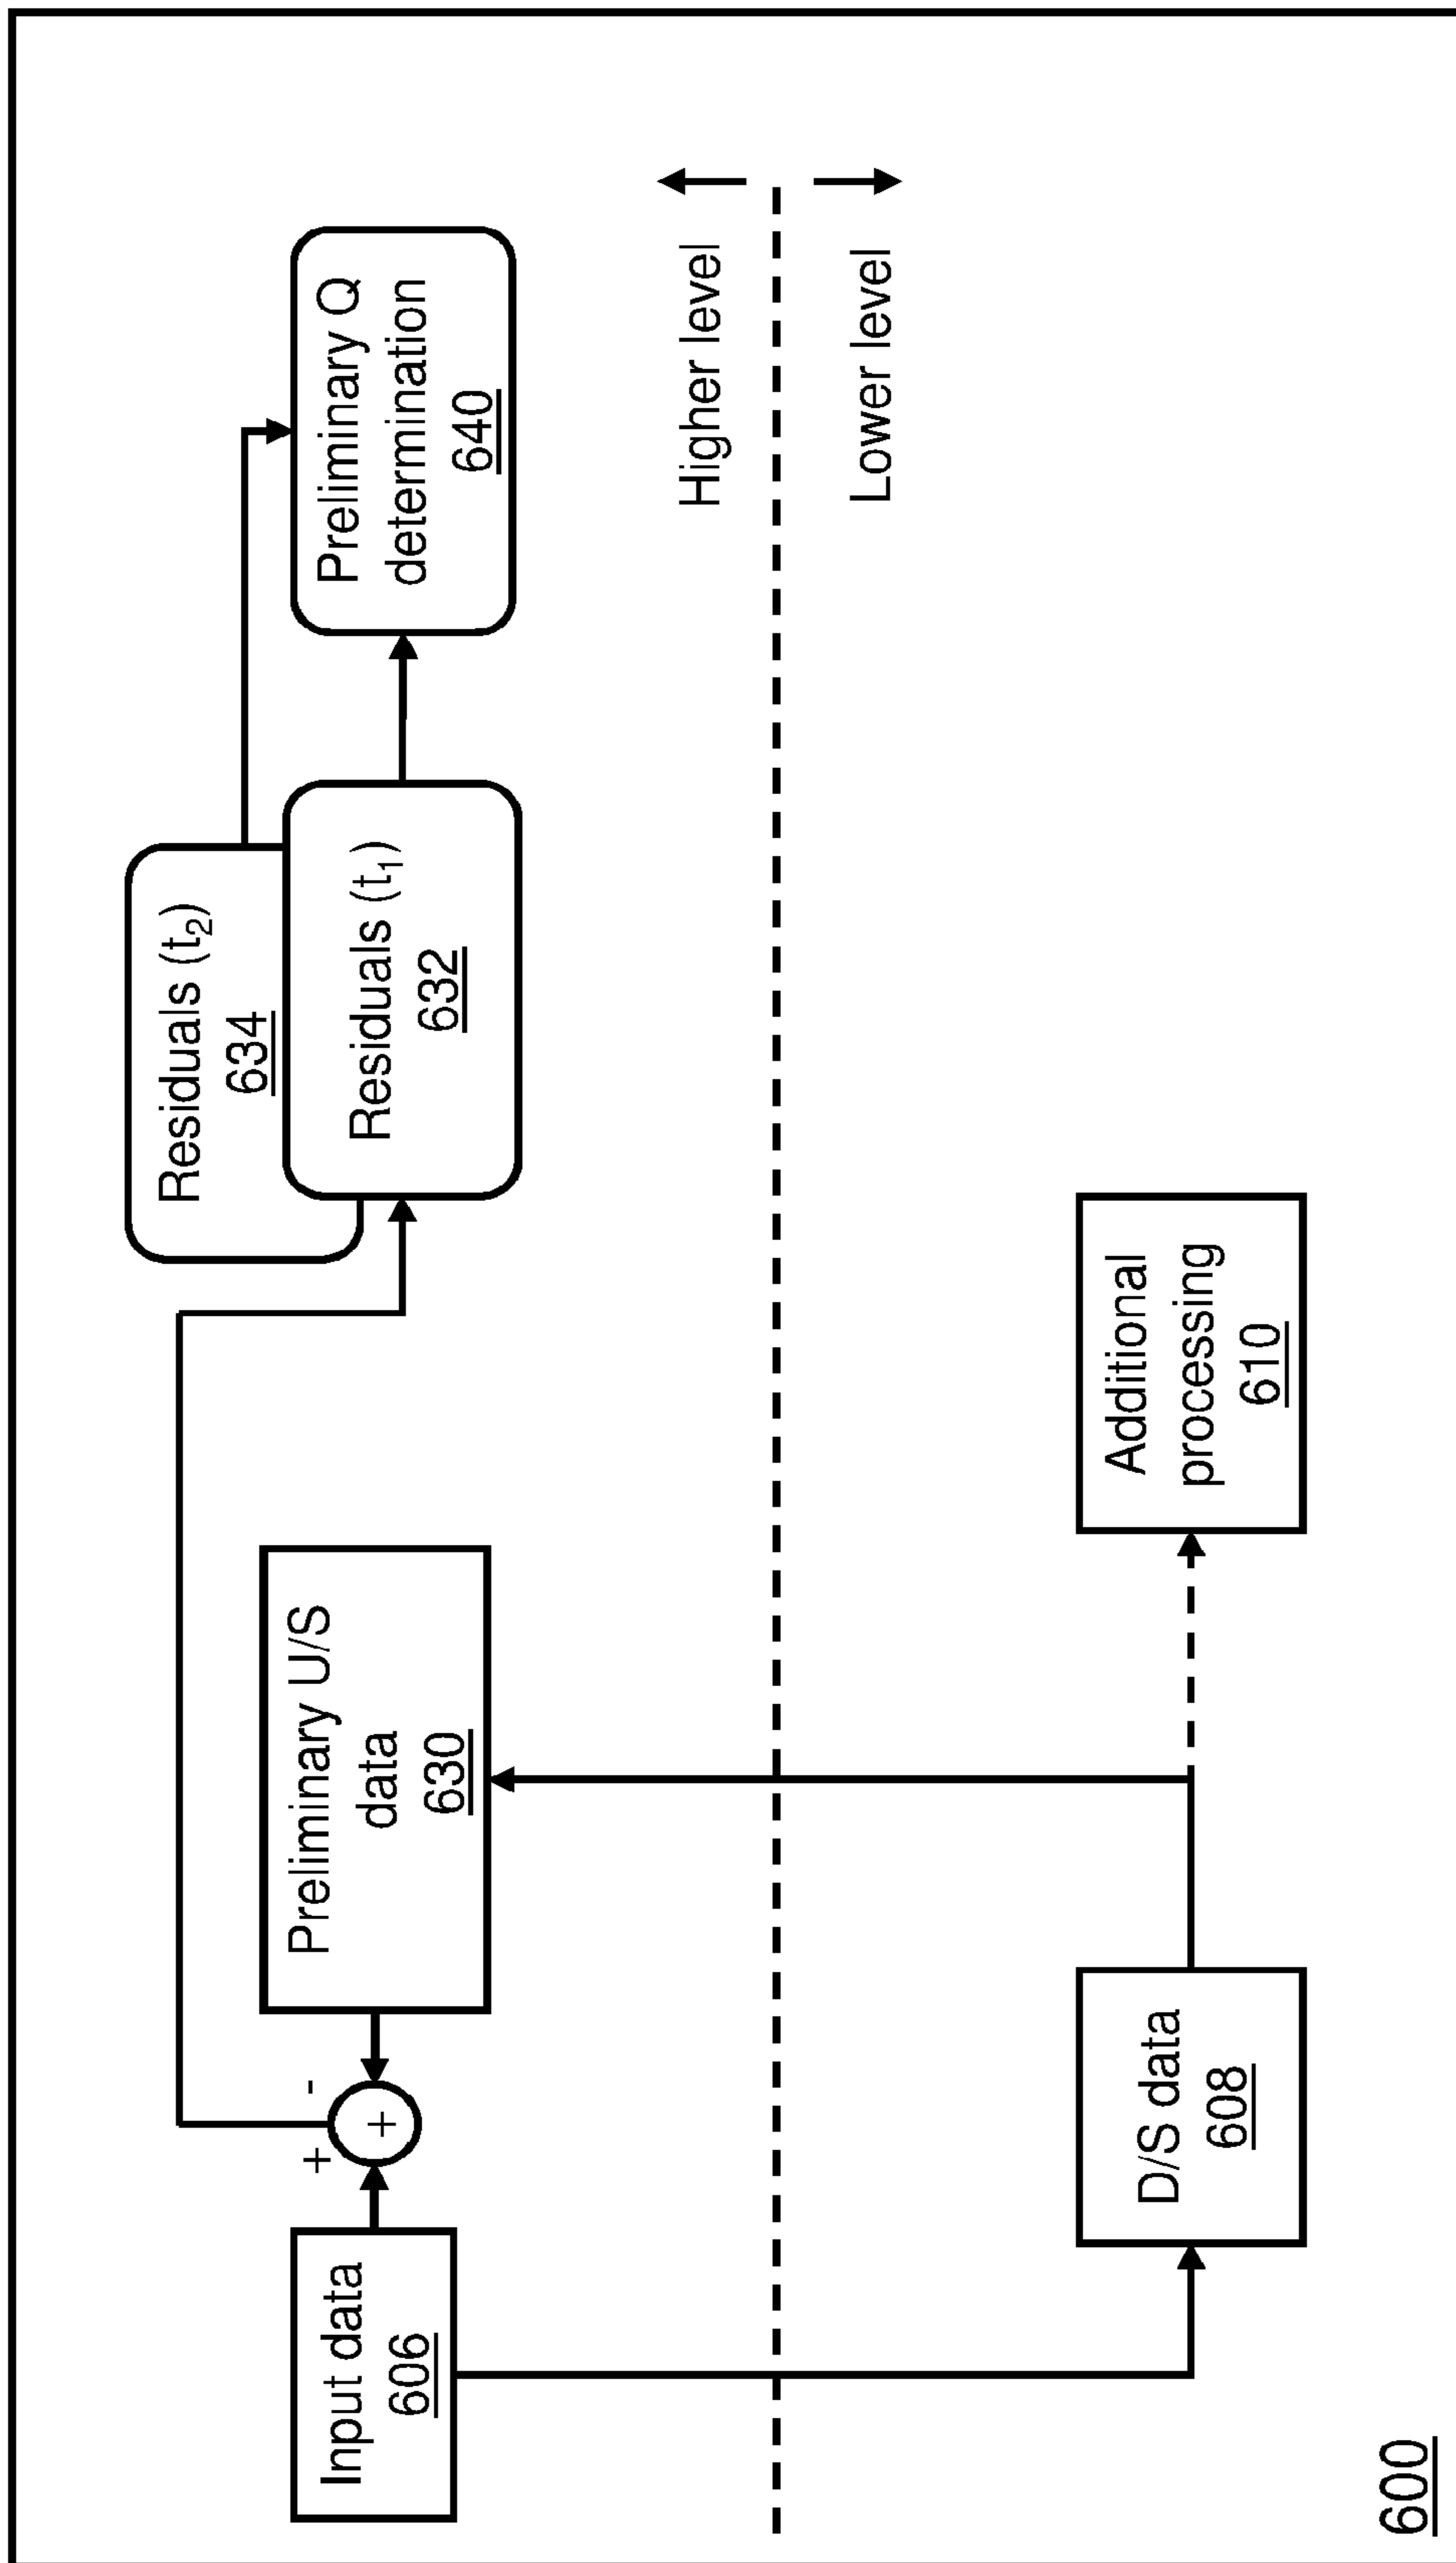 Residuals (t₂)
634
Input data
606
+
-
+
Preliminary U/S
data
630
Residuals (t₁)
632
Preliminary Q
determination
640
Higher level
Lower level
D/S data
608
Additional
processing
610
600